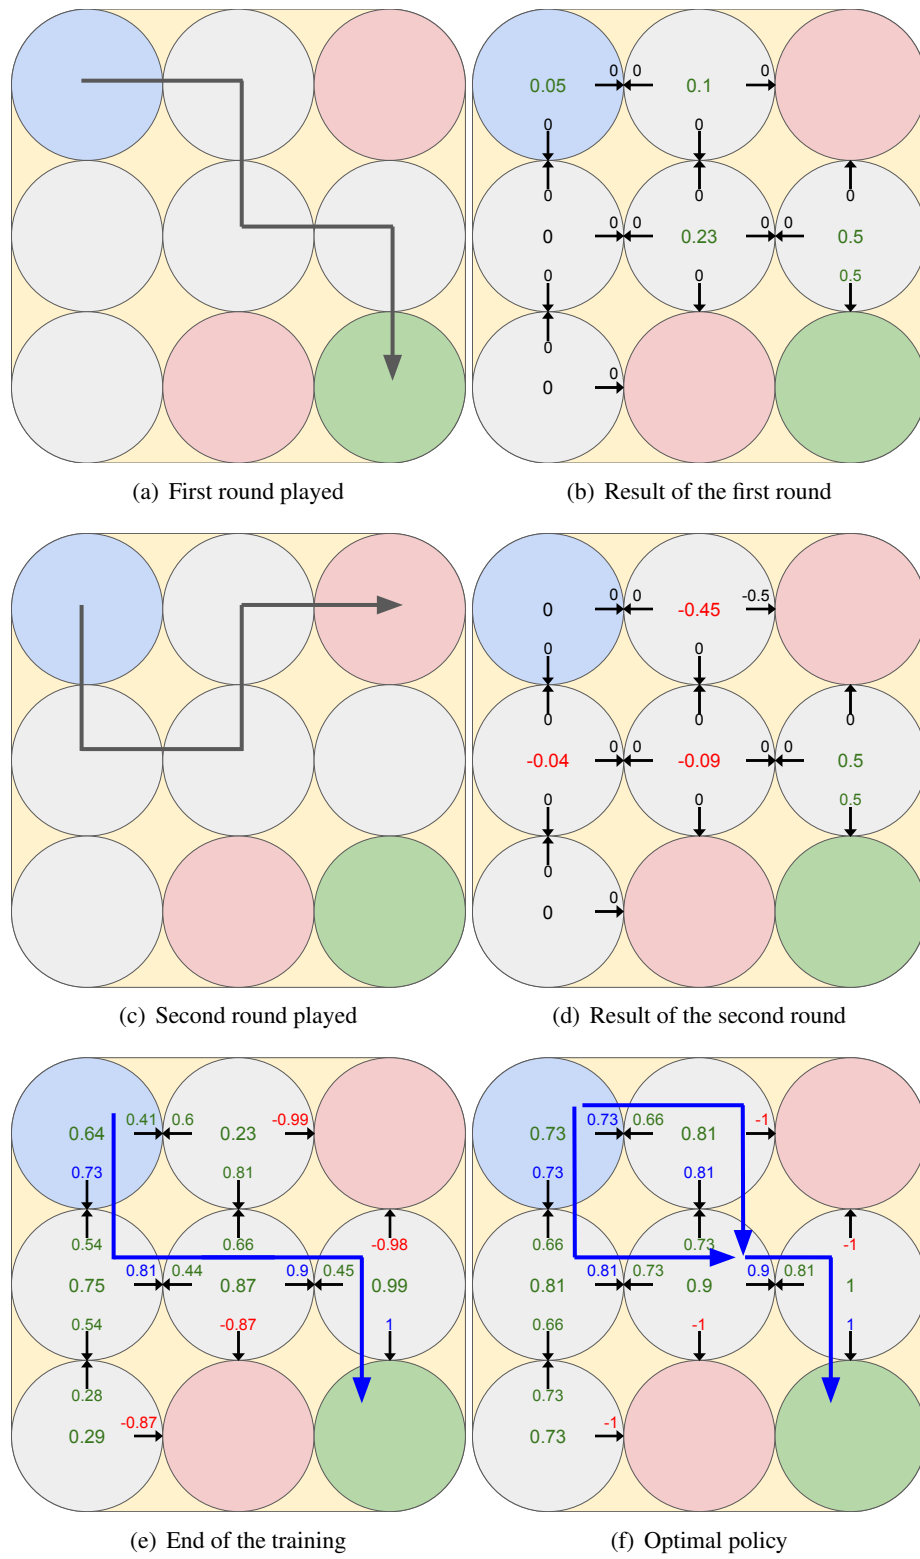 0 0 0
0.05 0.1
0 0
0 0 0
0 0 0 0
0 0.23 0.5
0 0 0.5
0
0
0
(a) First round played
(b) Result of the first round
0 0 -0.5
0 -0.45
0 0
0 0 0
0 0 0 0
-0.04 -0.09 0.5
0 0 0.5
0
0
0
(c) Second round played
(d) Result of the second round
0.41 0.6 -0.99
0.64 0.23
0.73 0.81
0.54 0.66 -0.98
0.81 0.44 0.9 0.45
0.75 0.87 0.99
0.54 -0.87 1
0.28
-0.87
0.29
0.73 0.66 -1
0.73 0.81
0.73 0.81
0.66 0.73 -1
0.81 0.73 0.9 0.81
0.81 0.9 1
0.66 -1 1
0.73
-1
0.73
(e) End of the training
(f) Optimal policy